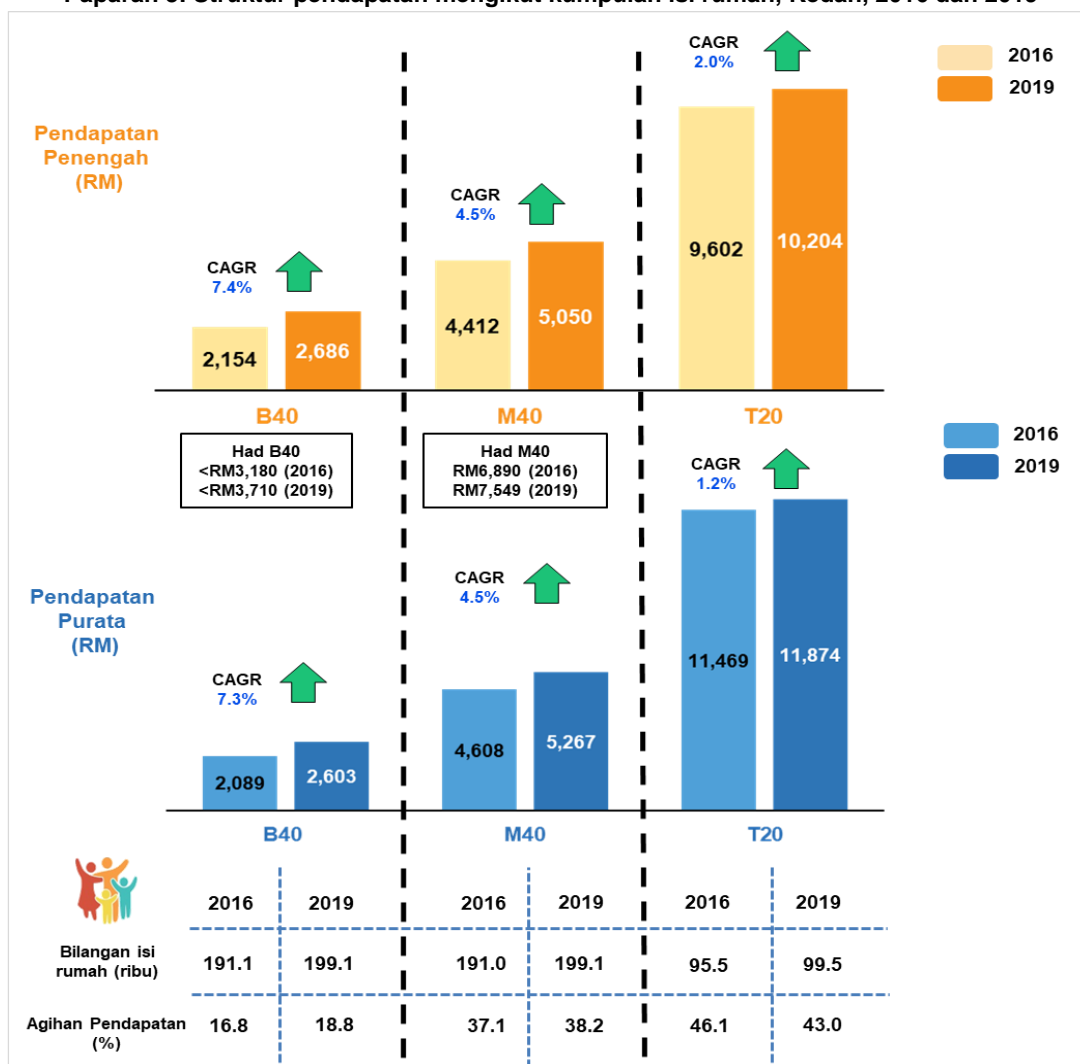 CAGR
2.0%
2016
2019
Pendapatan
Penengah
(RM)
CAGR
4.5%
CAGR
7.4%
2,154
2,686
4,412
5,050
9,602
10,204
B40
M40
T20
Had B40
<RM3,180 (2016)
<RM3,710 (2019)
Had M40
RM6,890 (2016)
RM7,549 (2019)
CAGR
1.2%
2016
2019
Pendapatan
Purata
(RM)
CAGR
4.5%
CAGR
7.3%
2,089
2,603
4,608
5,267
11,469
11,874
B40
M40
T20
2016 2019 2016 2019 2016 2019
Bilangan isi
rumah (ribu)
191.1 199.1 191.0 199.1 95.5 99.5
Agihan Pendapatan
(%)
16.8 18.8 37.1 38.2 46.1 43.0